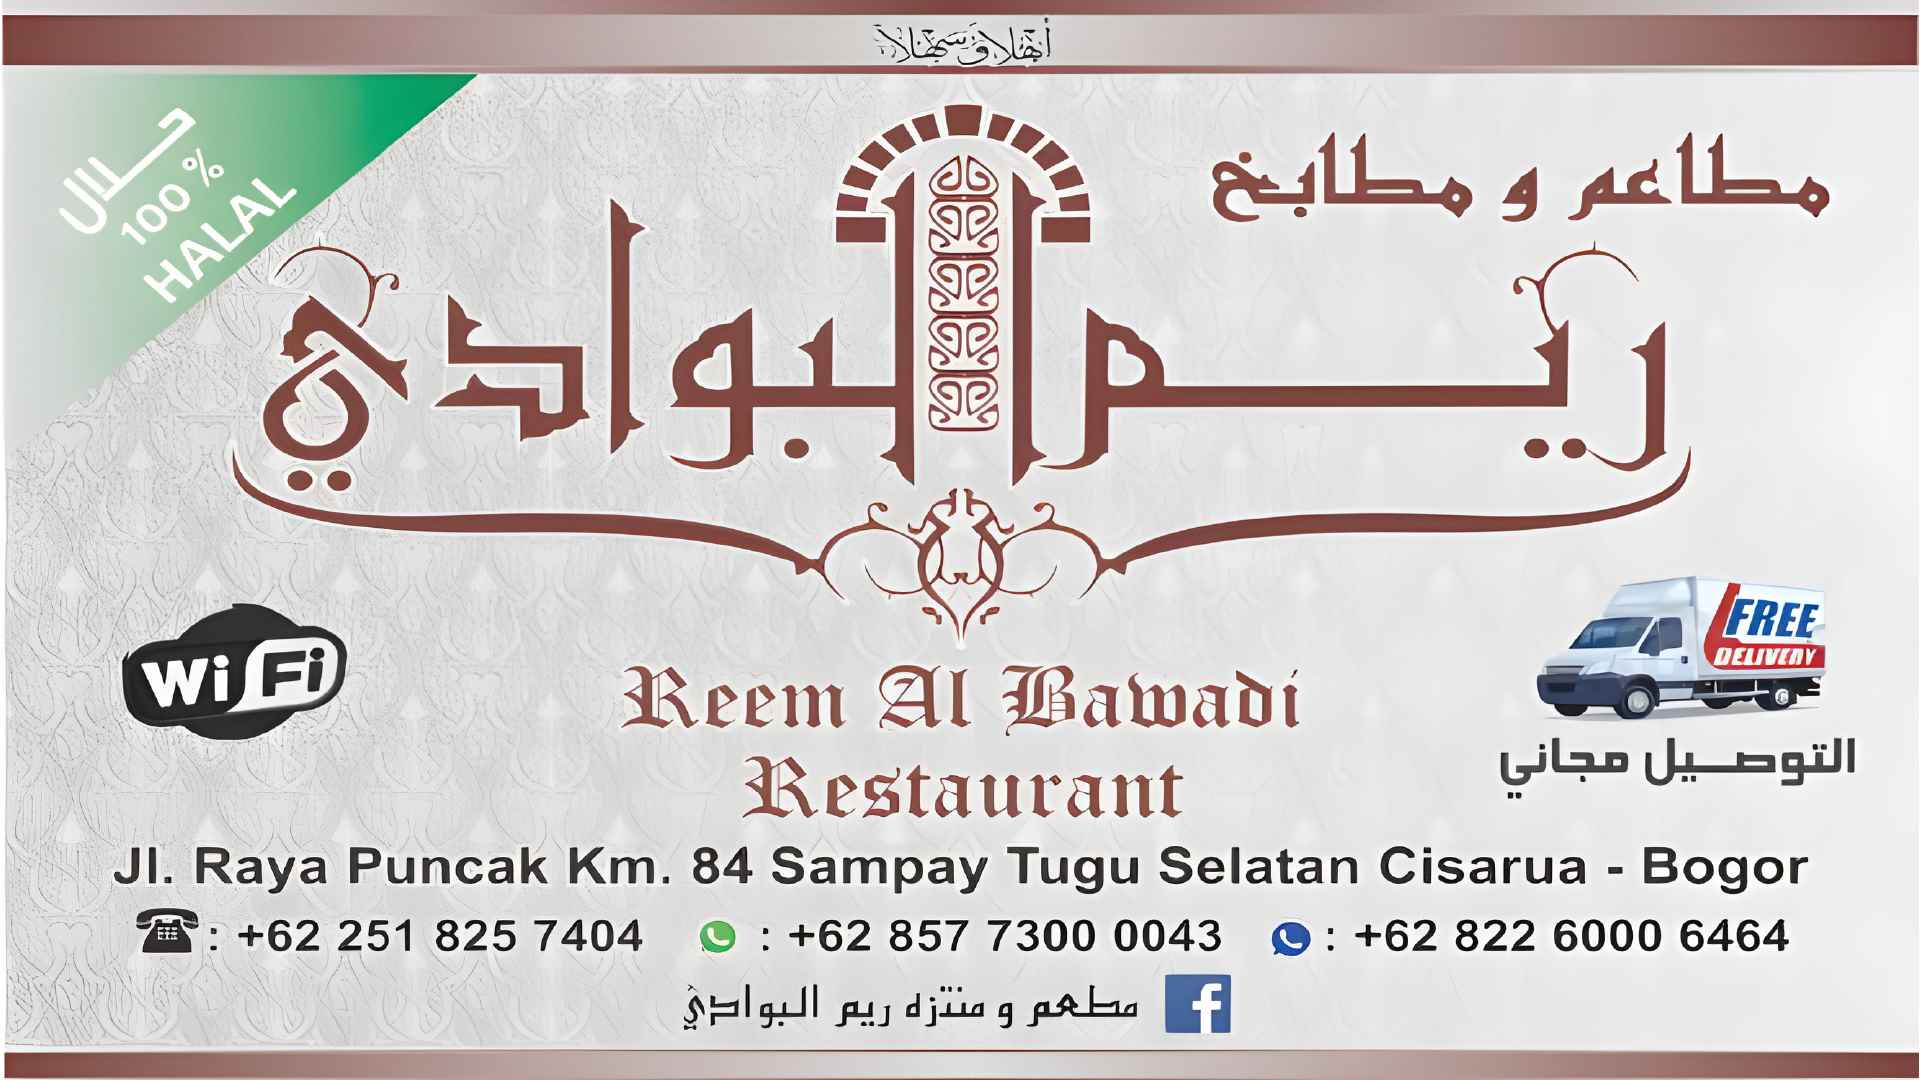 أهلا و سهلا
حلال
100 %
HALAL
مطاعم و مطابخ
ريم البوادي
WiFi
Reem Al Bawadi
Restaurant
FREE
DELIVERY
التوصيل مجاني
Jl. Raya Puncak Km. 84 Sampay Tugu Selatan Cisarua - Bogor
: +62 251 825 7404 : +62 857 7300 0043 : +62 822 6000 6464
مطعم و منتزه ريم البوادي f